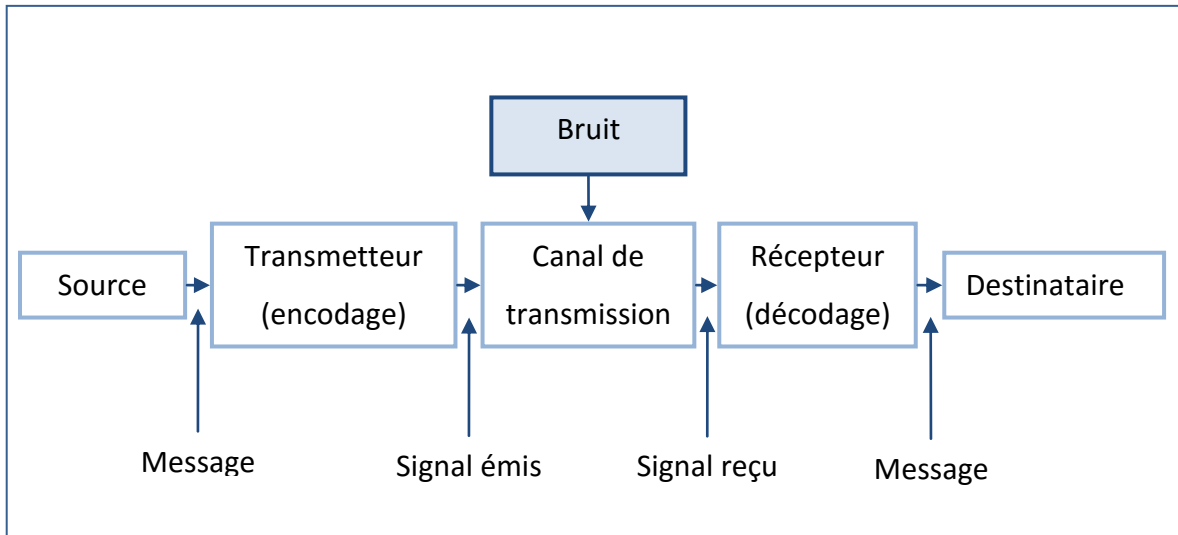 Bruit
Source
Transmetteur
(encodage)
Canal de
transmission
Récepteur
(décodage)
Destinataire
Message
Signal émis
Signal reçu
Message